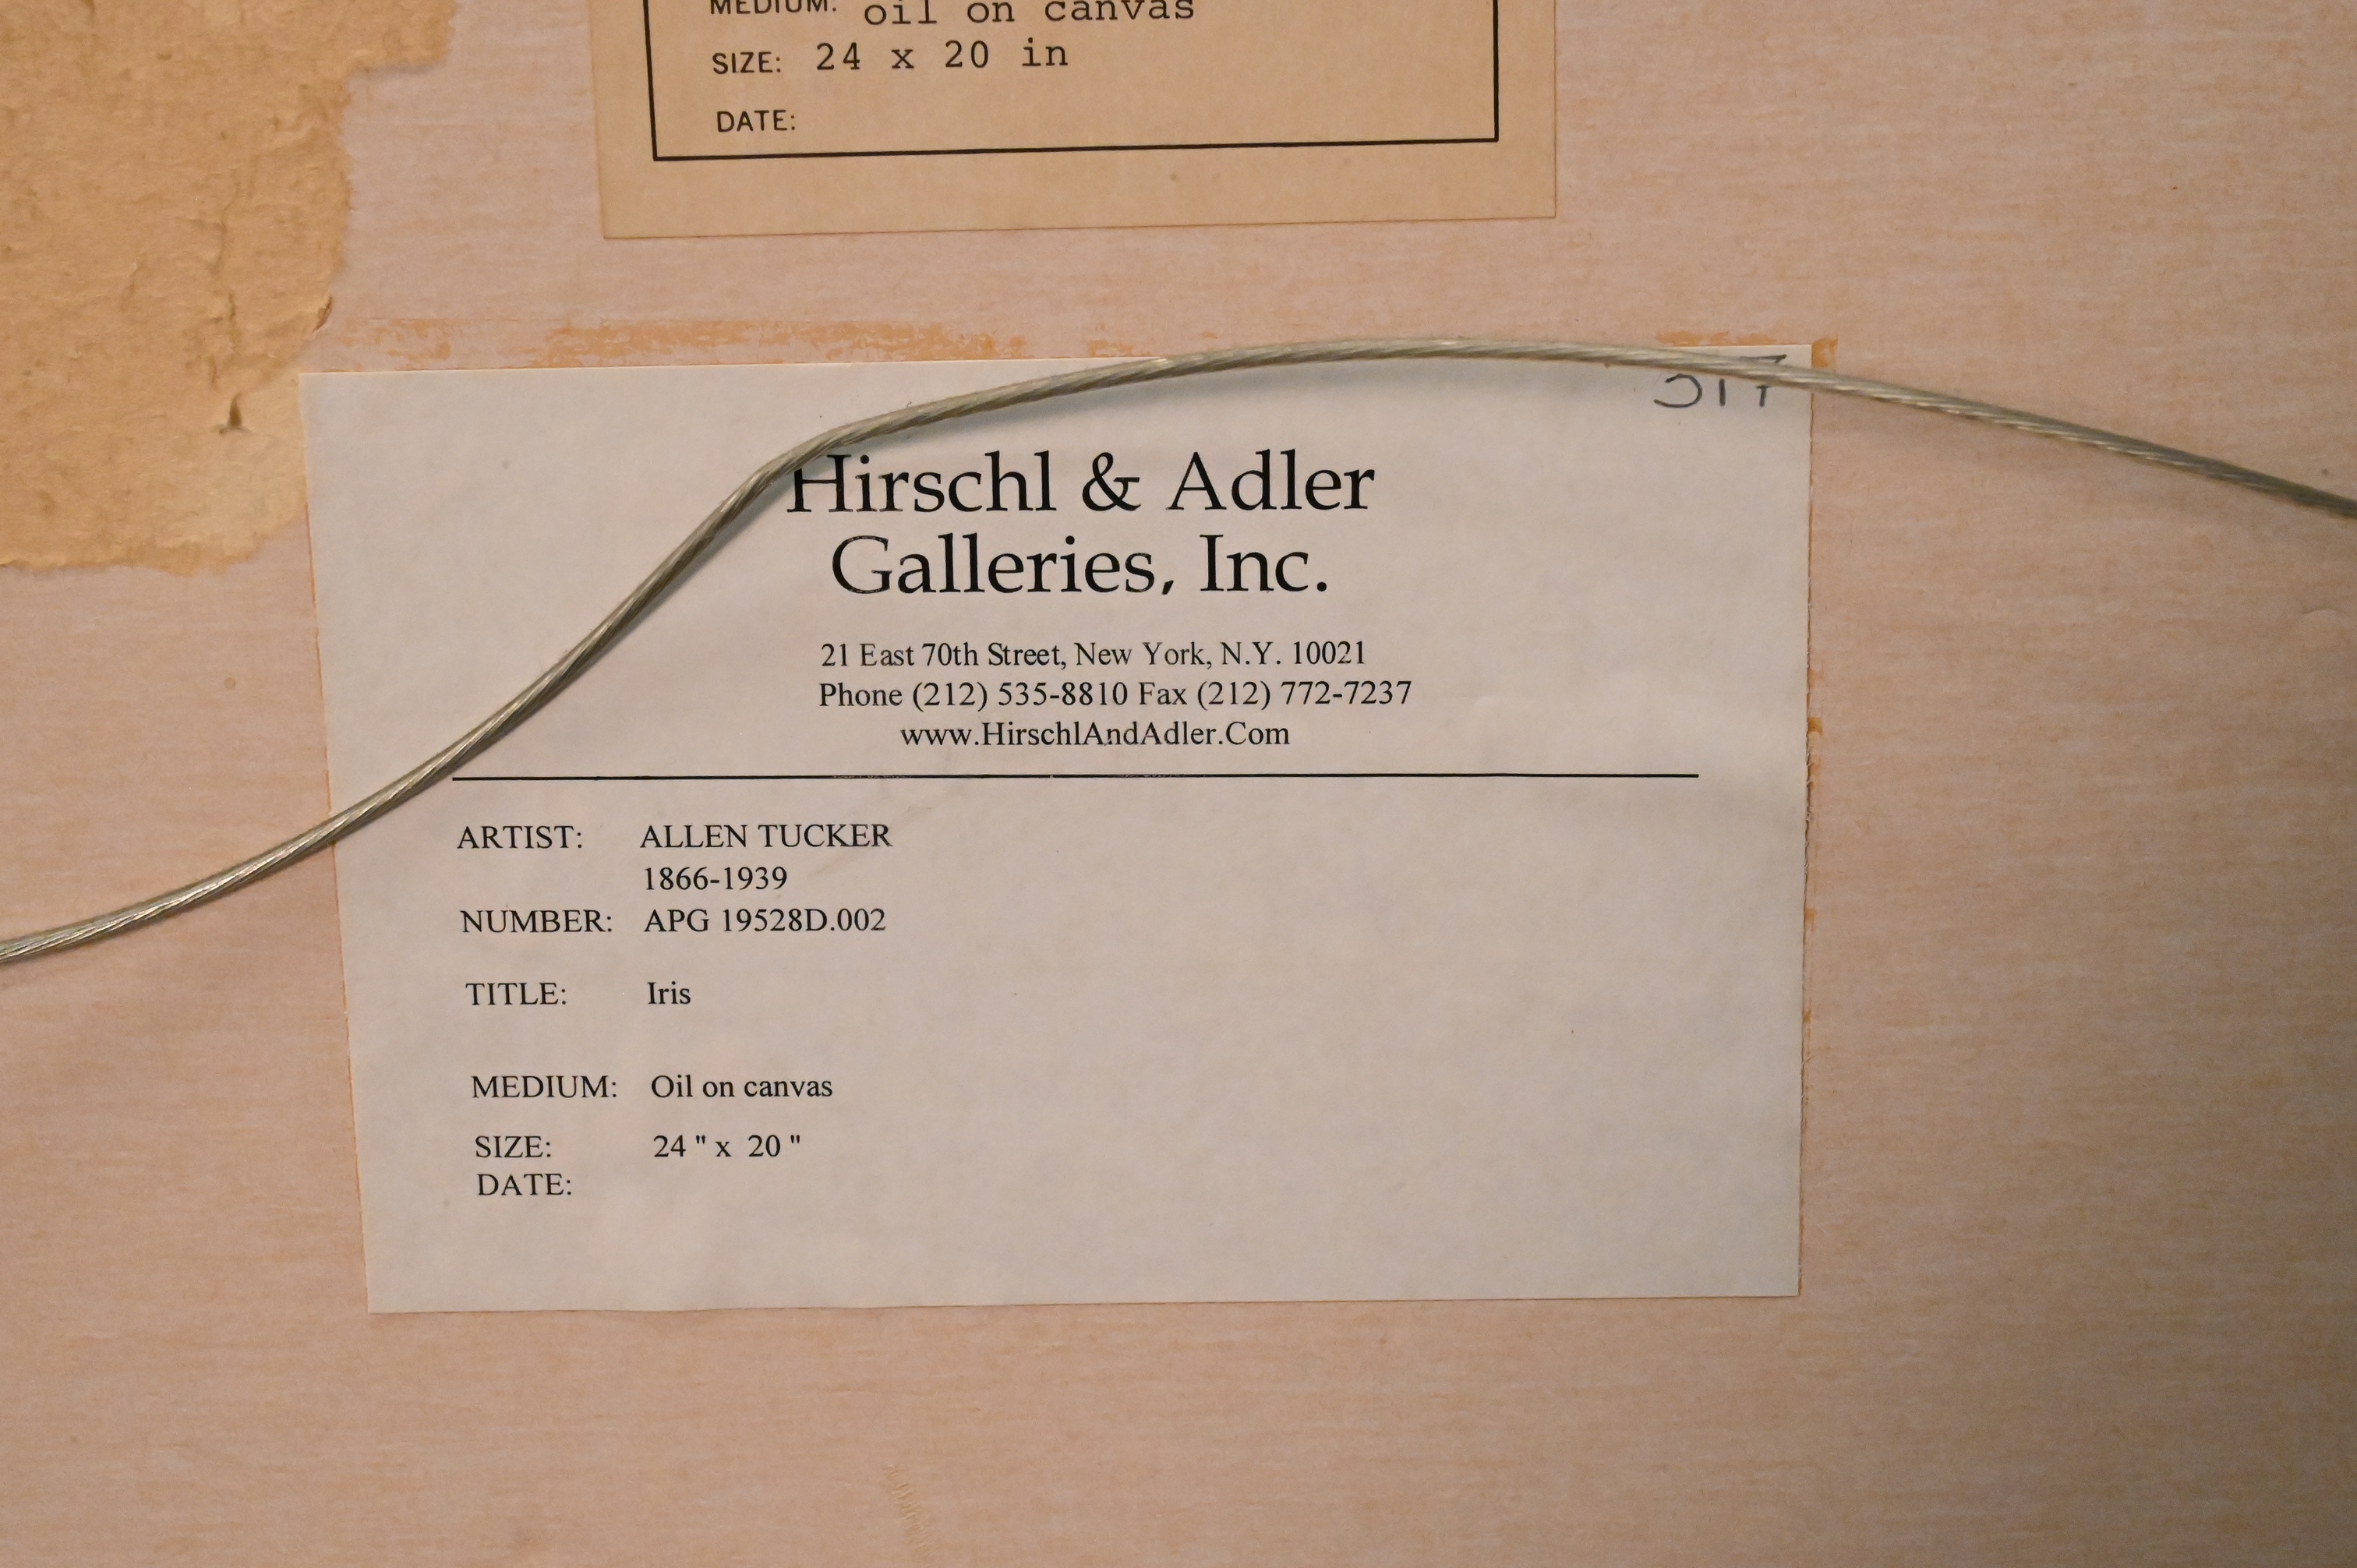 MEDIUM: oil on canvas
SIZE: 24 x 20 in
DATE:
Hirschl & Adler
Galleries, Inc.
21 East 70th Street, New York, N.Y. 10021
Phone (212) 535-8810 Fax (212) 772-7237
www.HirschlAndAdler.Com
ARTIST: ALLEN TUCKER
1866-1939
NUMBER: APG 19528D.002
TITLE: Iris
MEDIUM: Oil on canvas
SIZE: 24 " x 20 "
DATE: